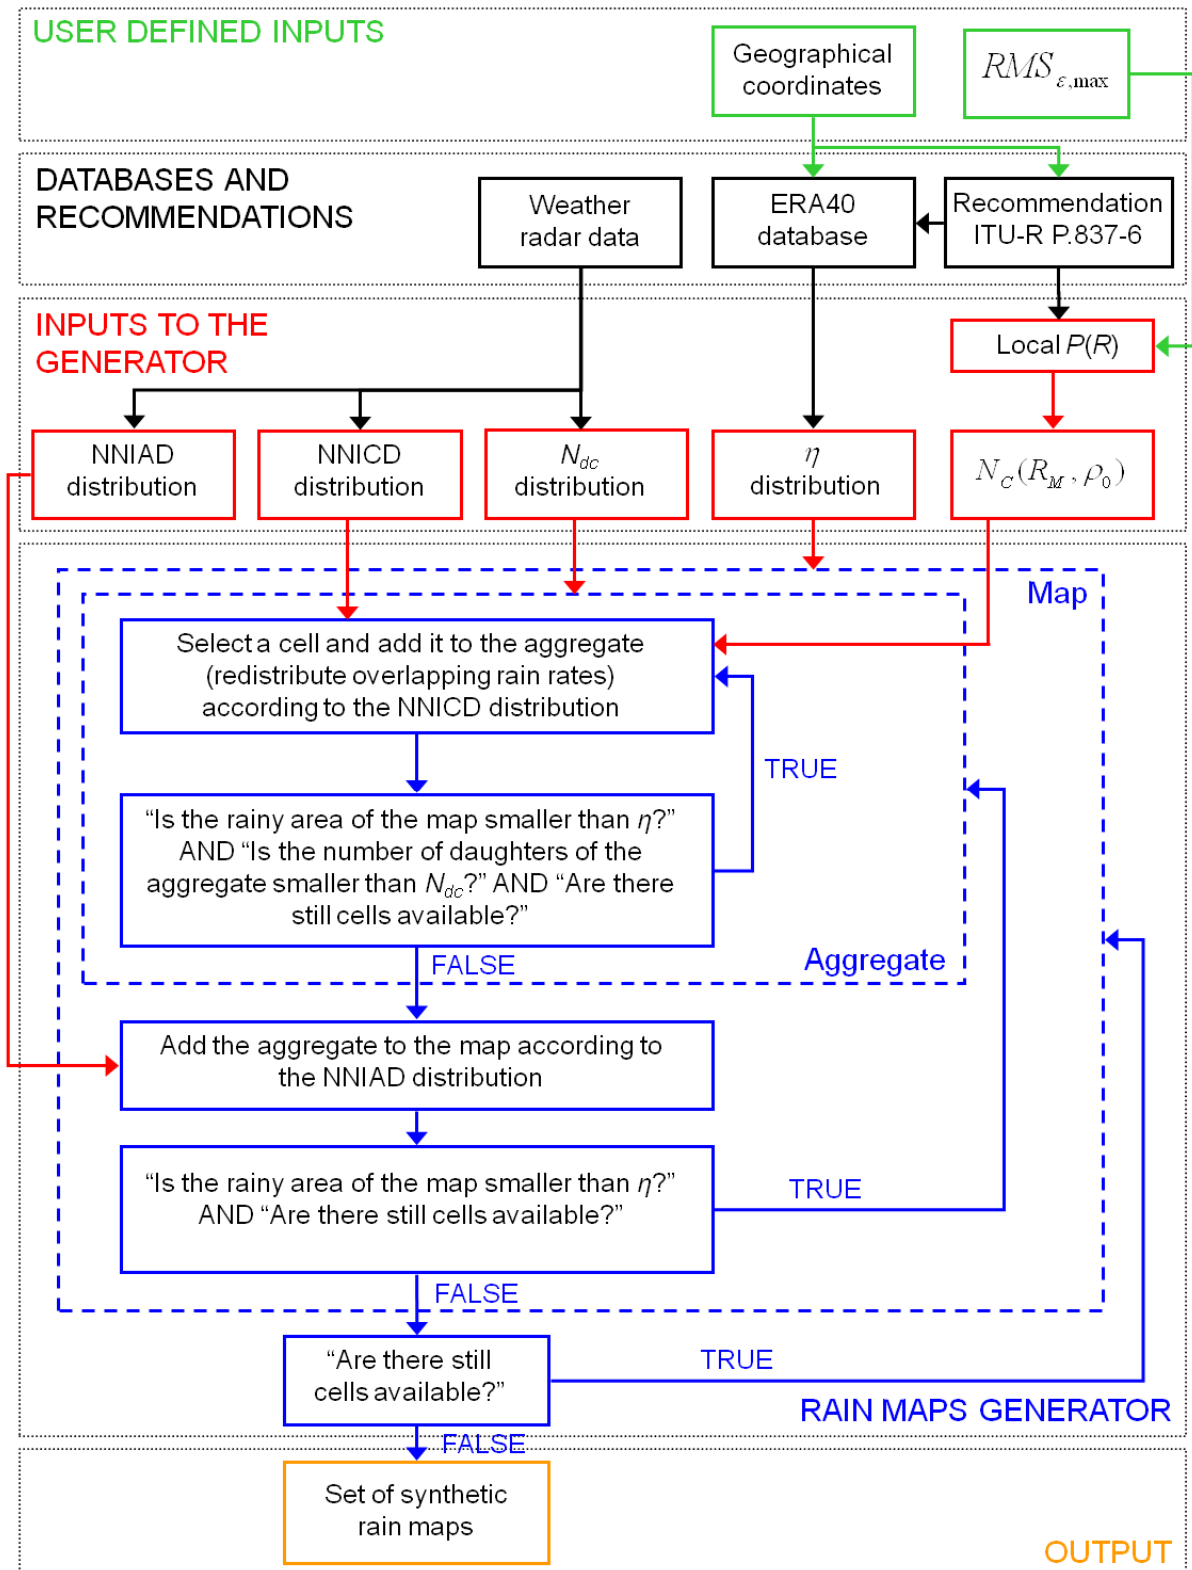 USER DEFINED INPUTS
Geographical
coordinates
RMS ε,max
DATABASES AND
RECOMMENDATIONS
Weather
radar data
ERA40
database
Recommendation
ITU-R P.837-6
INPUTS TO THE
GENERATOR
Local P(R)
NNIAD
distribution
NNICD
distribution
N_dc
distribution
η
distribution
N_C(R_M, ρ_0)
Map
Select a cell and add it to the aggregate
(redistribute overlapping rain rates)
according to the NNICD distribution
TRUE
“Is the rainy area of the map smaller than η?”
AND “Is the number of daughters of the
aggregate smaller than N_dc?” AND “Are there
still cells available?”
FALSE
Aggregate
Add the aggregate to the map according to
the NNIAD distribution
“Is the rainy area of the map smaller than η?”
AND “Are there still cells available?”
TRUE
FALSE
“Are there still
cells available?”
TRUE
RAIN MAPS GENERATOR
FALSE
Set of synthetic
rain maps
OUTPUT